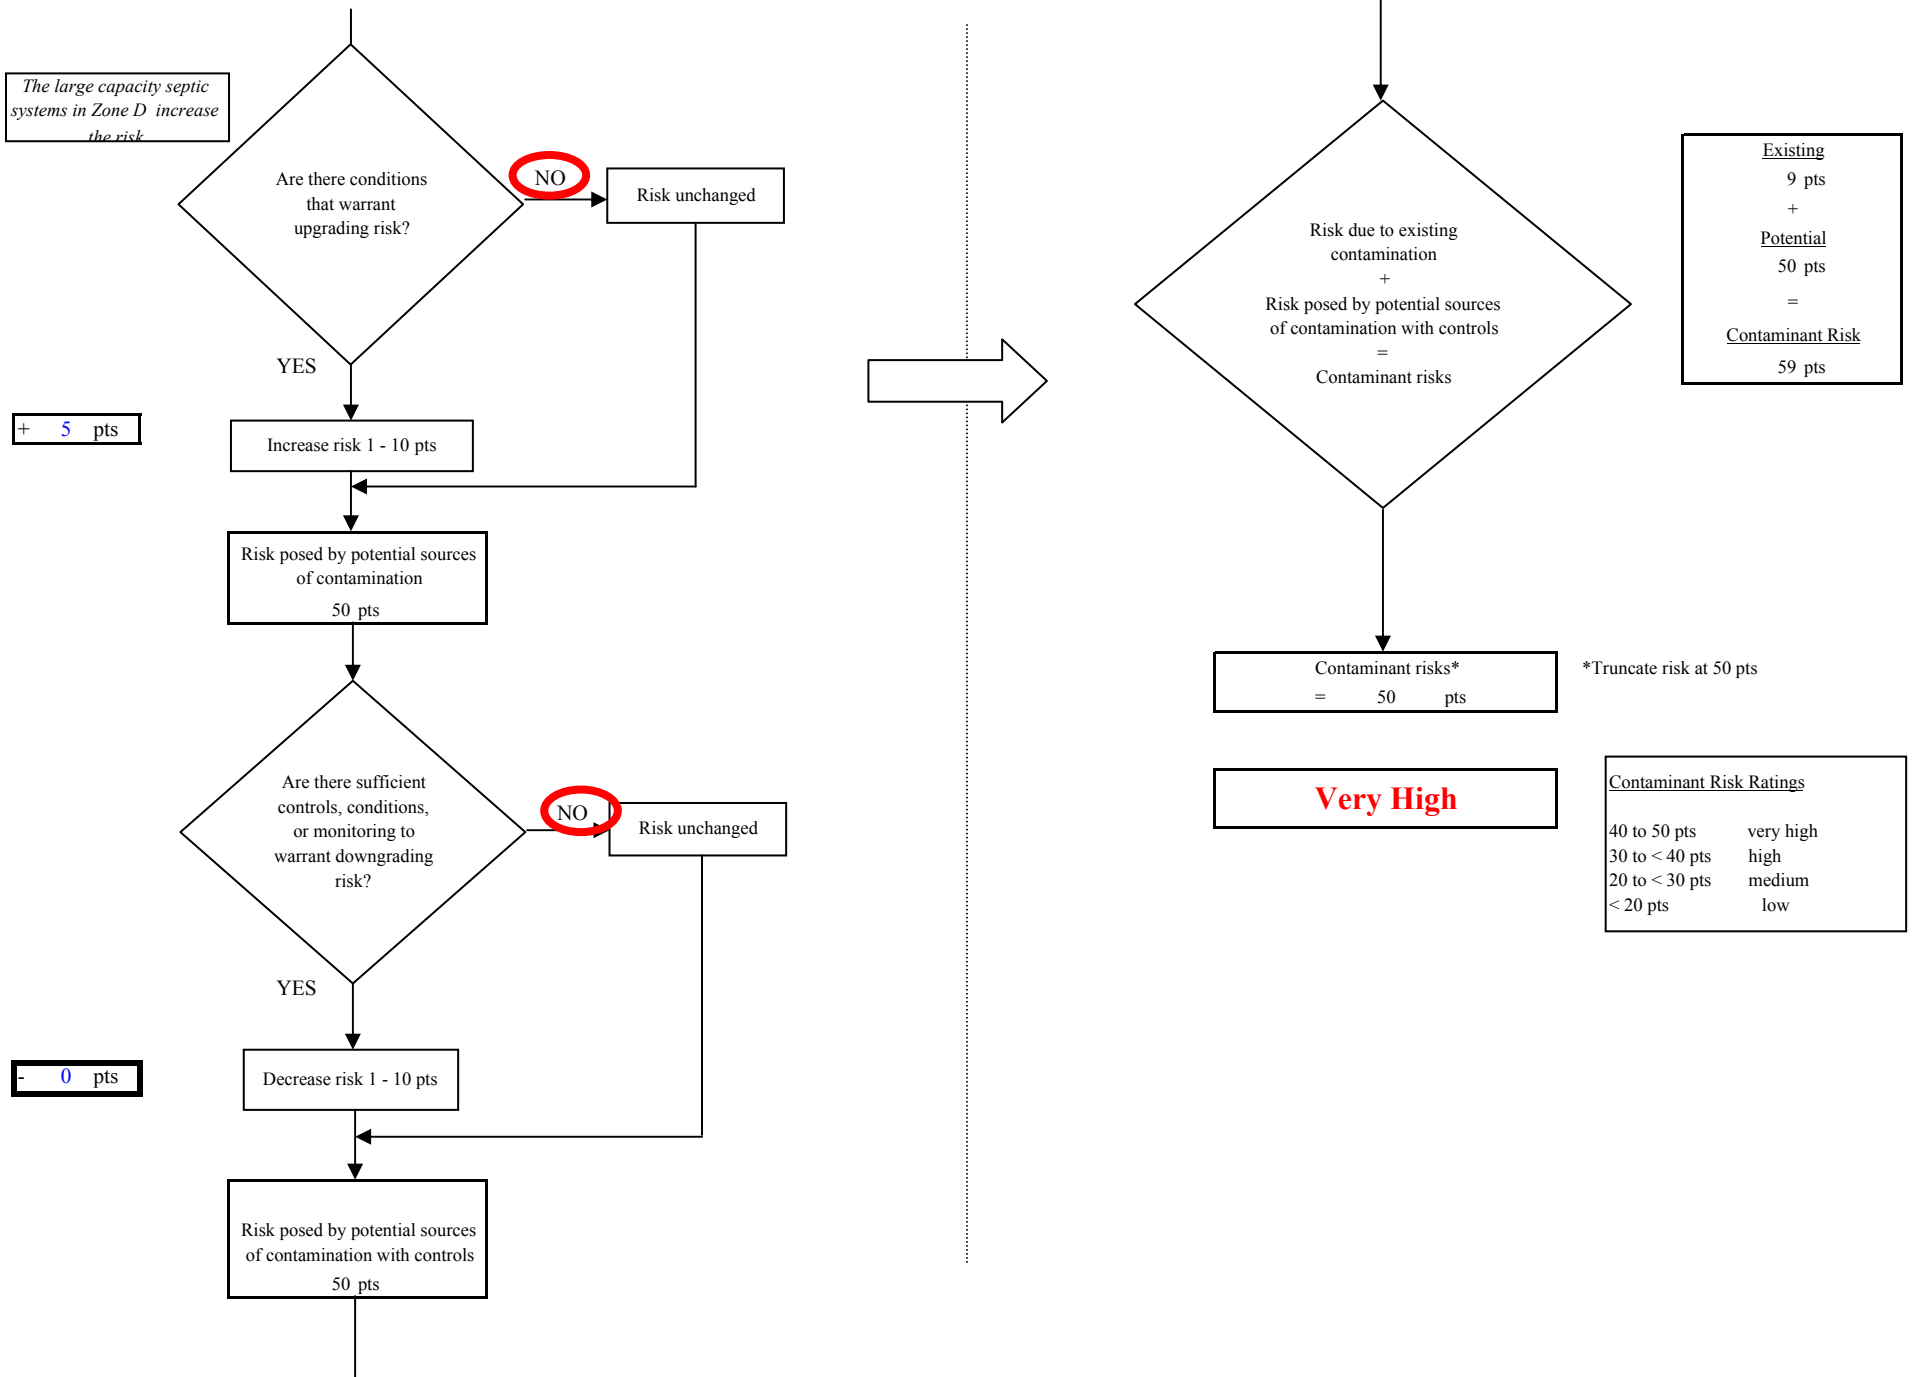 The large capacity septic
systems in Zone D increase
the risk
Are there conditions
that warrant
upgrading risk?
NO
Risk unchanged
YES
+ 5 pts
Increase risk 1 - 10 pts
Risk posed by potential sources
of contamination
50 pts
Are there sufficient
controls, conditions,
or monitoring to
warrant downgrading
risk?
NO
Risk unchanged
YES
- 0 pts
Decrease risk 1 - 10 pts
Risk posed by potential sources
of contamination with controls
50 pts
Risk due to existing
contamination
+
Risk posed by potential sources
of contamination with controls
=
Contaminant risks
Existing
9 pts
+
Potential
50 pts
=
Contaminant Risk
59 pts
Contaminant risks*
= 50 pts
*Truncate risk at 50 pts
Very High
Contaminant Risk Ratings
40 to 50 pts very high
30 to < 40 pts high
20 to < 30 pts medium
< 20 pts low